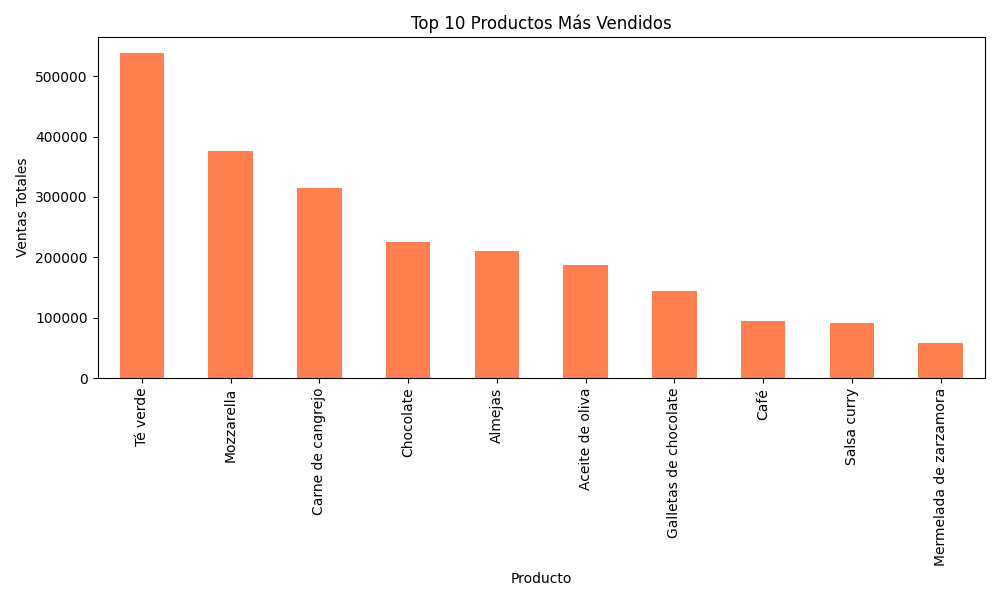 Top 10 Productos Más Vendidos
Ventas Totales
500000
400000
300000
200000
100000
0
Té verde
Mozzarella
Carne de cangrejo
Chocolate
Almejas
Aceite de oliva
Galletas de chocolate
Café
Salsa curry
Mermelada de zarzamora
Producto